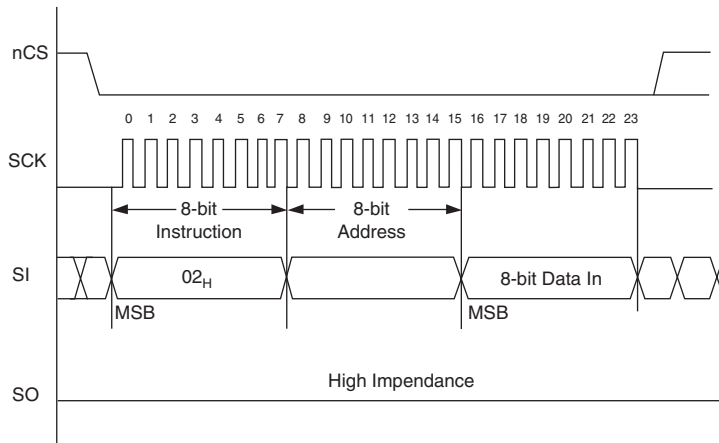 nCS
0 1 2 3 4 5 6 7 8 9 10 11 12 13 14 15 16 17 18 19 20 21 22 23
SCK
8-bit
Instruction
8-bit
Address
SI
02H
8-bit Data In
MSB
MSB
High Impendance
SO